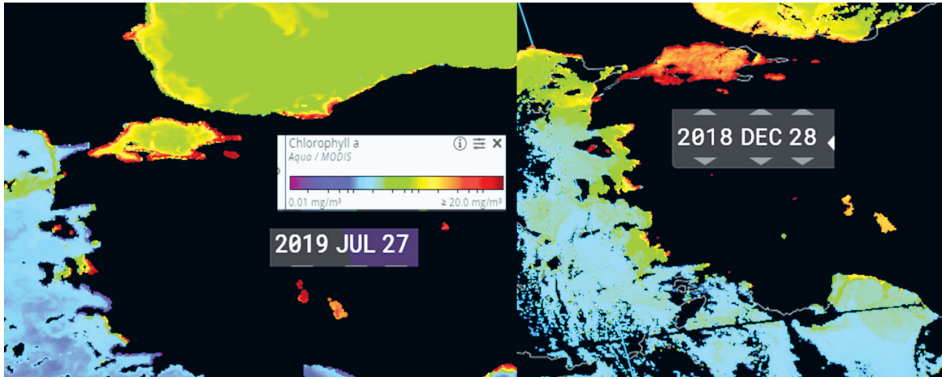 Chlorophyll a
Aqua / MODIS
0.01 mg/m³
≥ 20.0 mg/m³
2019 JUL 27
2018 DEC 28